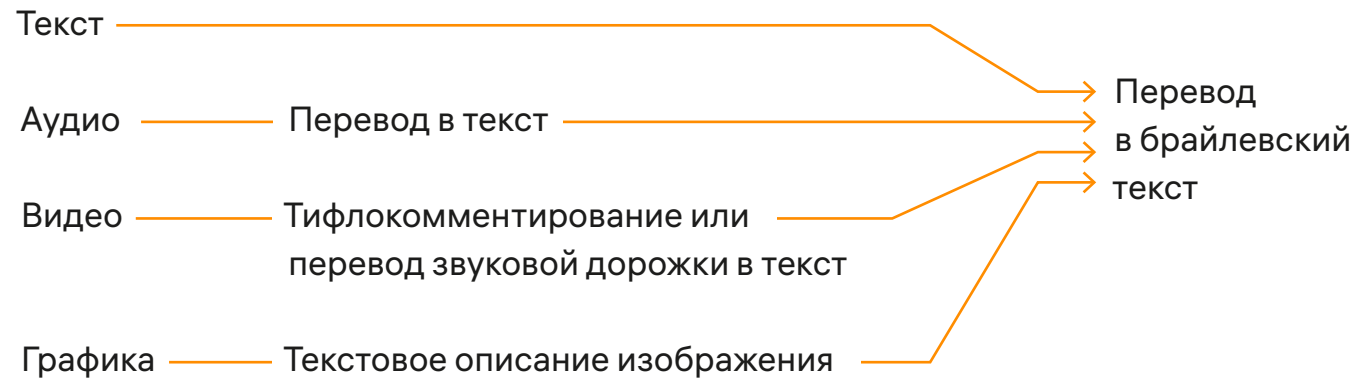 Текст
Аудио
Перевод в текст
Видео
Тифлокомментирование или
перевод звуковой дорожки в текст
Графика
Текстовое описание изображения
Перевод
в брайлевский
текст